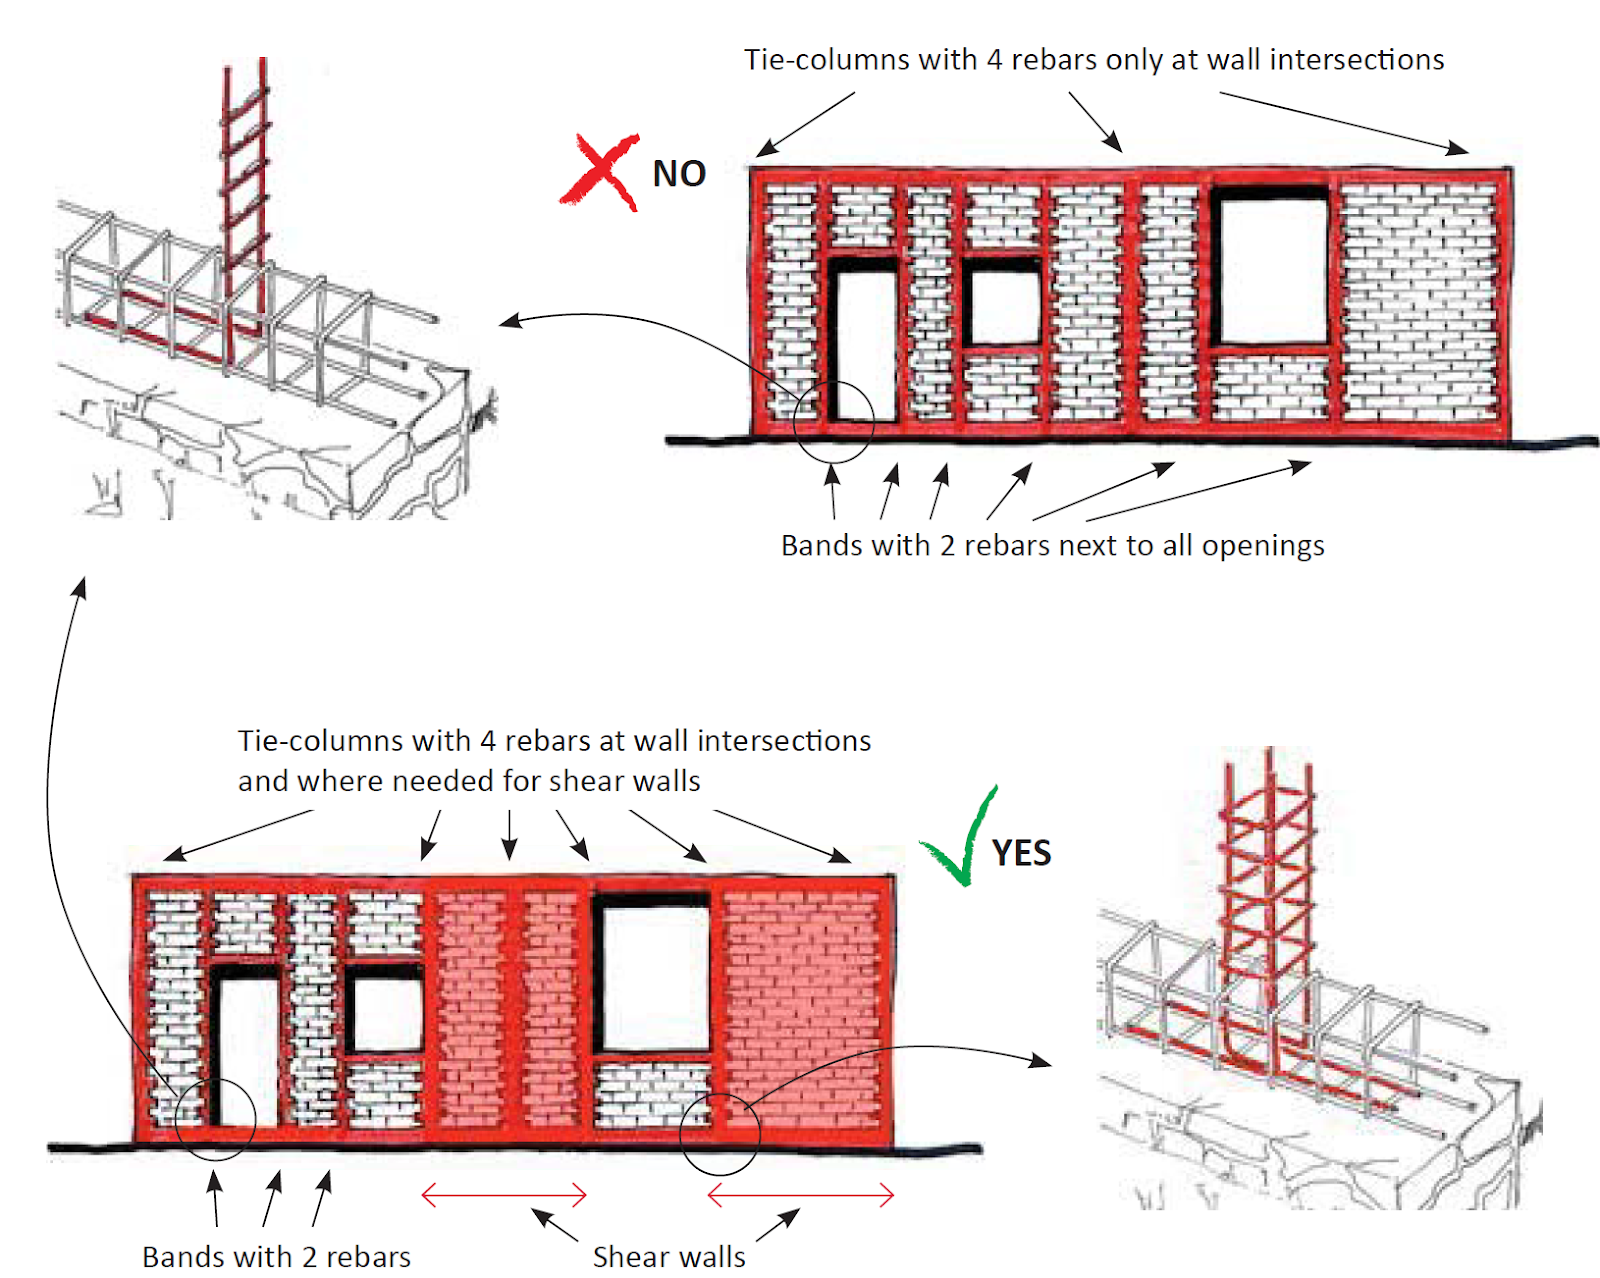 Tie-columns with 4 rebars only at wall intersections
NO
Bands with 2 rebars next to all openings
Tie-columns with 4 rebars at wall intersections
and where needed for shear walls
YES
Bands with 2 rebars
Shear walls